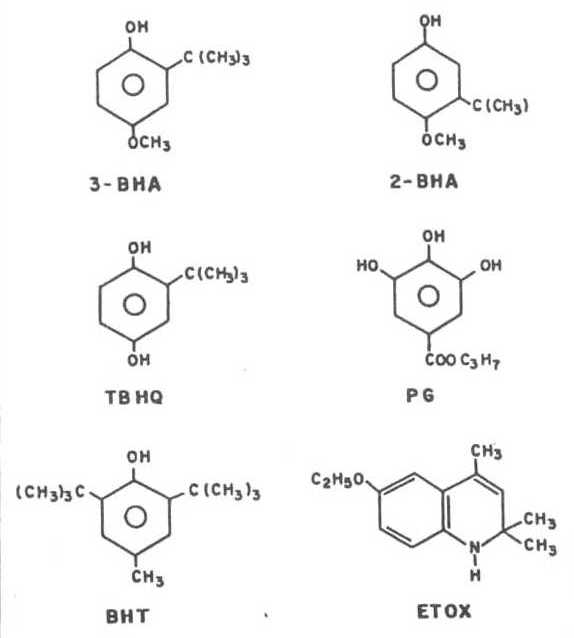 OH
C(CH₃)₃
OCH₃
3-BHA
OH
C(CH₃)
OCH₃
2-BHA
OH
C(CH₃)₃
OH
TBHQ
OH
HO
OH
COOC₃H₇
PG
OH
(CH₃)₃C
C(CH₃)₃
CH₃
BHT
CH₃
C₂H₅O
CH₃
CH₃
N
H
ETOX